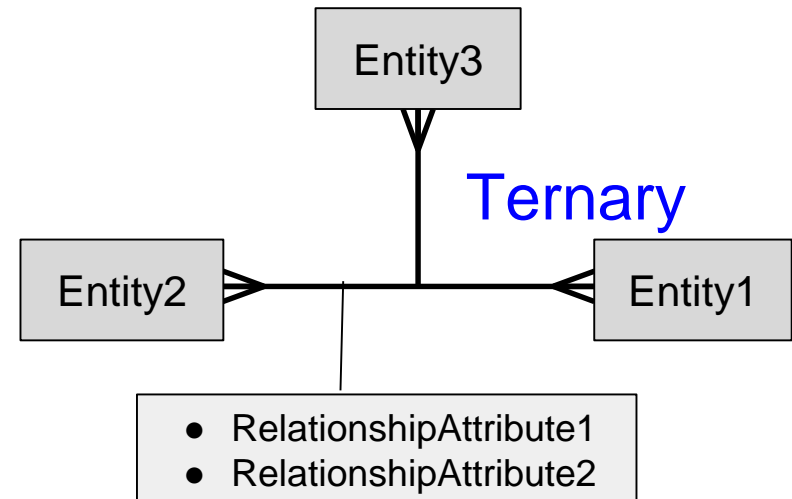 Entity3
Ternary
Entity2
Entity1
● RelationshipAttribute1
● RelationshipAttribute2